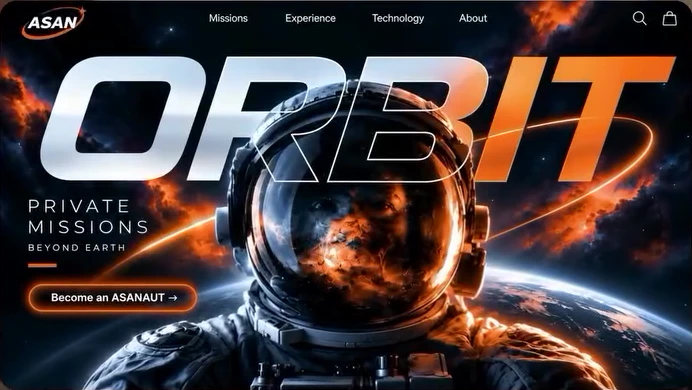 ASAN
Missions Experience Technology About
ORBIT
PRIVATE
MISSIONS
BEYOND EARTH
Become an ASANAUT →